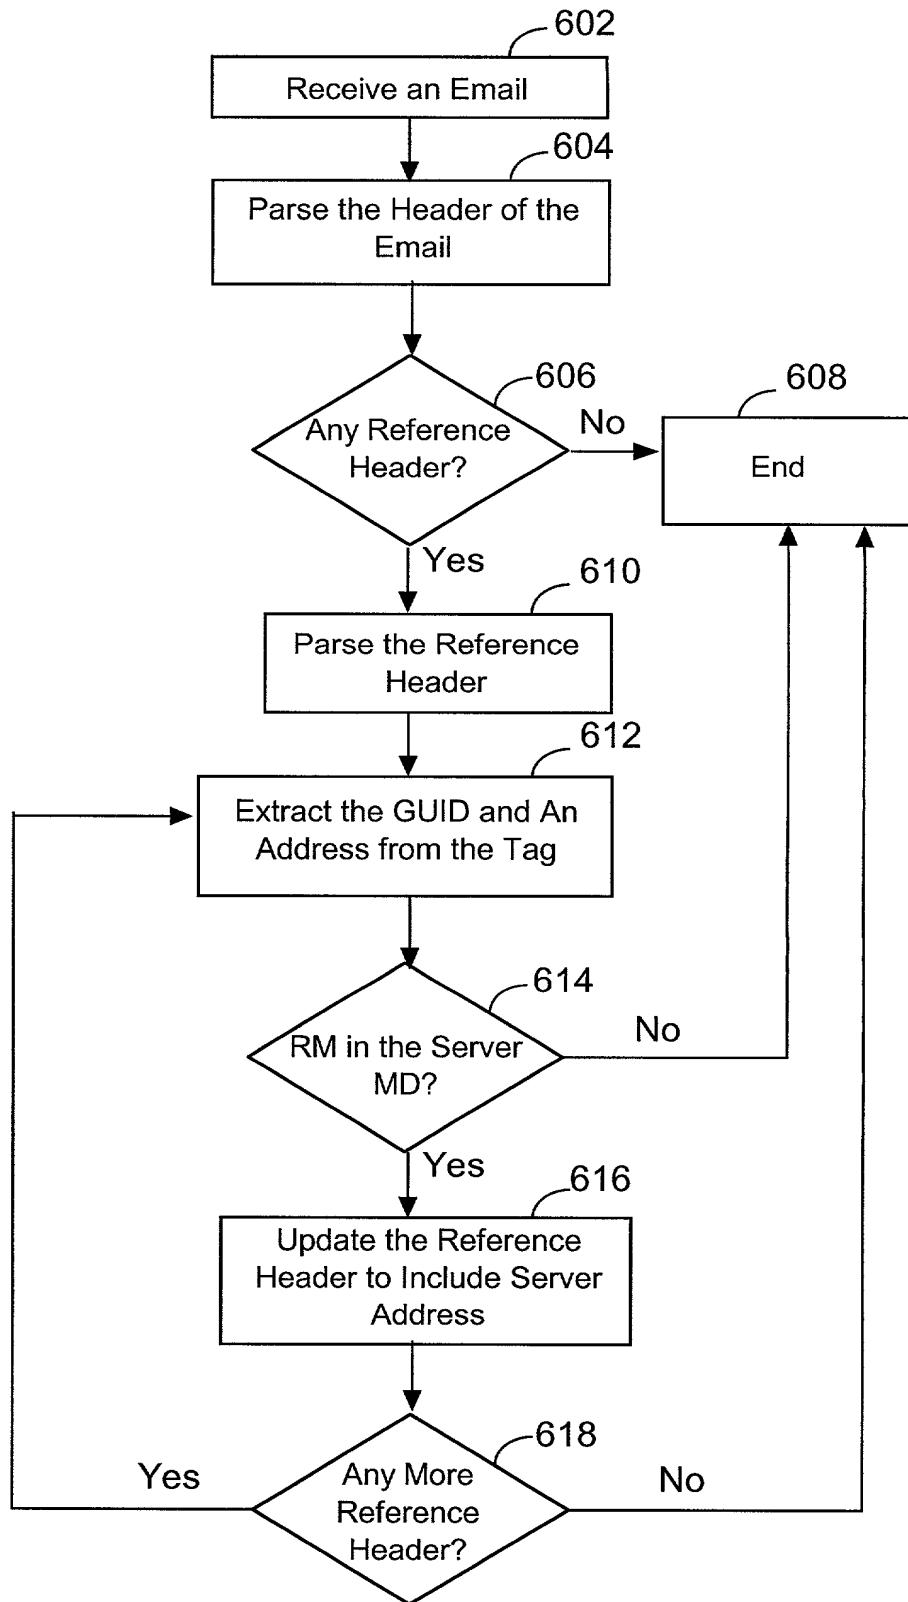 602
Receive an Email
604
Parse the Header of the
Email
606
Any Reference
Header?
No
608
End
Yes
610
Parse the Reference
Header
612
Extract the GUID and An
Address from the Tag
614
RM in the Server
MD?
No
Yes
616
Update the Reference
Header to Include Server
Address
618
Any More
Reference
Header?
Yes
No